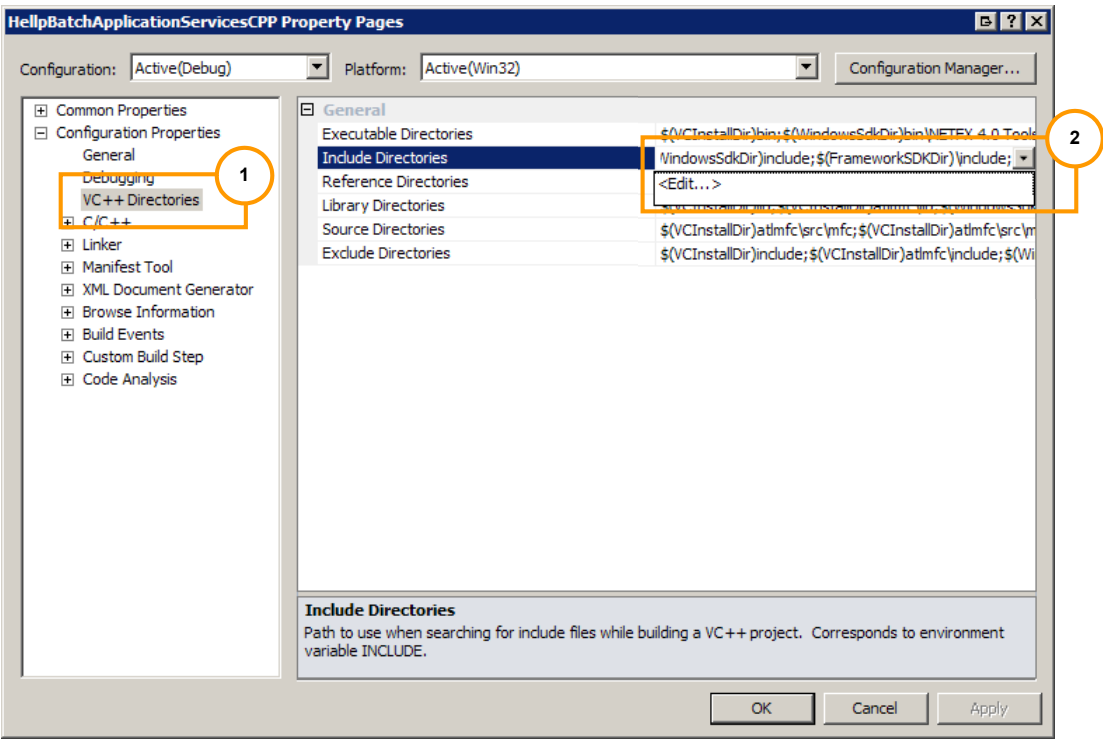 HellpBatchApplicationServicesCPP Property Pages
Configuration: Active(Debug) Platform: Active(Win32) Configuration Manager...
Common Properties
Configuration Properties
General
Debugging
VC++ Directories
C/C++
Linker
Manifest Tool
XML Document Generator
Browse Information
Build Events
Custom Build Step
Code Analysis
1
General
Executable Directories $(VCInstallDir)bin;$(WindowsSdkDir)bin\NETFX 4.0 Tools
Include Directories WindowsSdkDir)include;$(FrameworkSDKDir)\include;
<Edit...>
2
Reference Directories
Library Directories
Source Directories $(VCInstallDir)atlmfc\src\mfc;$(VCInstallDir)atlmfc\src\m
Exclude Directories $(VCInstallDir)include;$(VCInstallDir)atlmfc\include;$(Wi
Include Directories
Path to use when searching for include files while building a VC++ project. Corresponds to environment
variable INCLUDE.
OK Cancel Apply